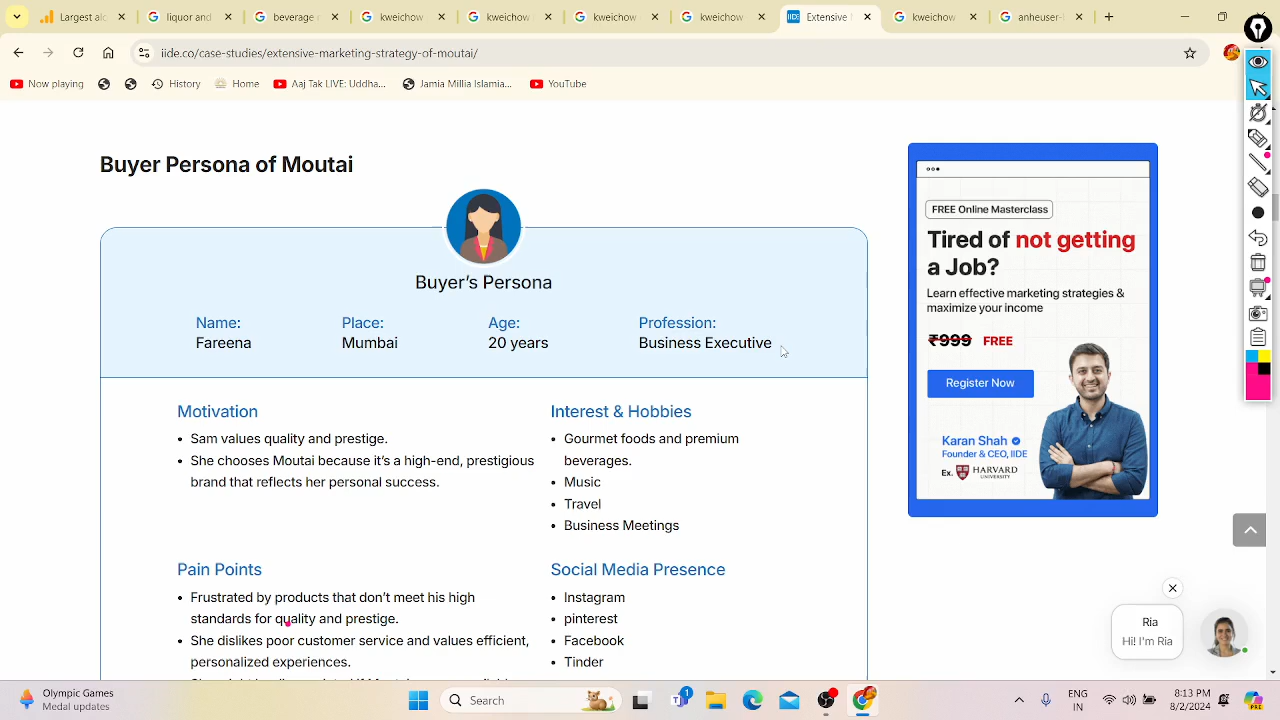 Largest alc
liquor quor
beverage c
kweichow
kweichow
kweichow
kweichow
Extensive
kweichow
anheuser-
iide.co/case-studies/extensive-marketing-strategy-of-moutai/
Now playing
History
Home
Aaj Tak LIVE: Uddha...
Jamia Millia Islamia...
YouTube
Buyer Persona of Moutai
Buyer's Persona
Name:
Fareena
Place:
Mumbai
Age:
20 years
Profession:
Business Executive
Motivation
• Sam values quality and prestige.
• She chooses Moutai because it's a high-end, prestigious
brand that reflects her personal success.
Interest & Hobbies
• Gourmet foods and premium
beverages.
• Music
• Travel
• Business Meetings
Pain Points
• Frustrated by products that don't meet his high
standards for quality and prestige.
• She dislikes poor customer service and values efficient,
personalized experiences.
Social Media Presence
• Instagram
• pinterest
• Facebook
• Tinder
FREE Online Masterclass
Tired of not getting
a Job?
Learn effective marketing strategies &
maximize your income
₹999 FREE
Register Now
Karan Shah
Founder & CEO, IIDE
Ex. HARVARD
UNIVERSITY
Ria
Hi! I'm Ria
Olympic Games
Medal updates
Search
1
ENG
IN
8:13 PM
8/2/2024
PRE